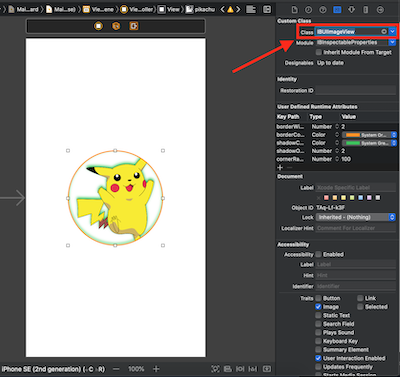 Mai...ard
Mai...se)
Vie...ene
Vie...oller
View
pikachu
Custom Class
Class IBUIImageView
Module IBInspectableProperties
Inherit Module From Target
Designables Up to date
Identity
Restoration ID
User Defined Runtime Attributes
Key Path Type Value
borderWi... Number 2
borderCo... Color System Or...
shadowO... Number 2
shadowC... Color System Gre...
cornerRa... Number 100
+ −
Document
Label Xcode Specific Label
Object ID TAq-Lf-k3F
Lock Inherited - (Nothing)
Localizer Hint Comment For Localizer
Accessibility
Accessibility Enabled
Label Label
Hint Hint
Identifier Identifier
Traits Button Link
Image Selected
Static Text
Search Field
Plays Sound
Keyboard Key
Summary Element
User Interaction Enabled
Updates Frequently
Starts Media Session
iPhone SE (2nd generation) (
C
R)
— 100% +